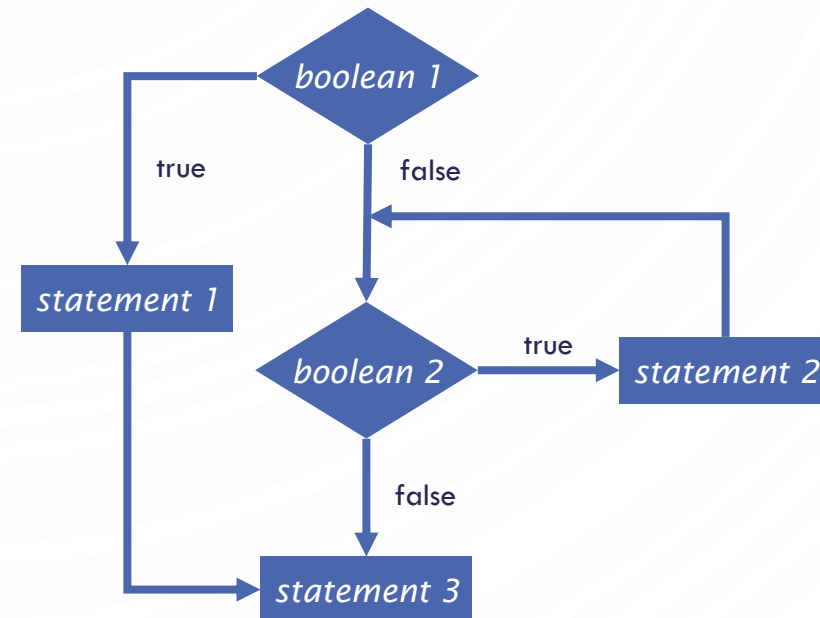 boolean 1
true
false
statement 1
boolean 2
true
statement 2
false
statement 3